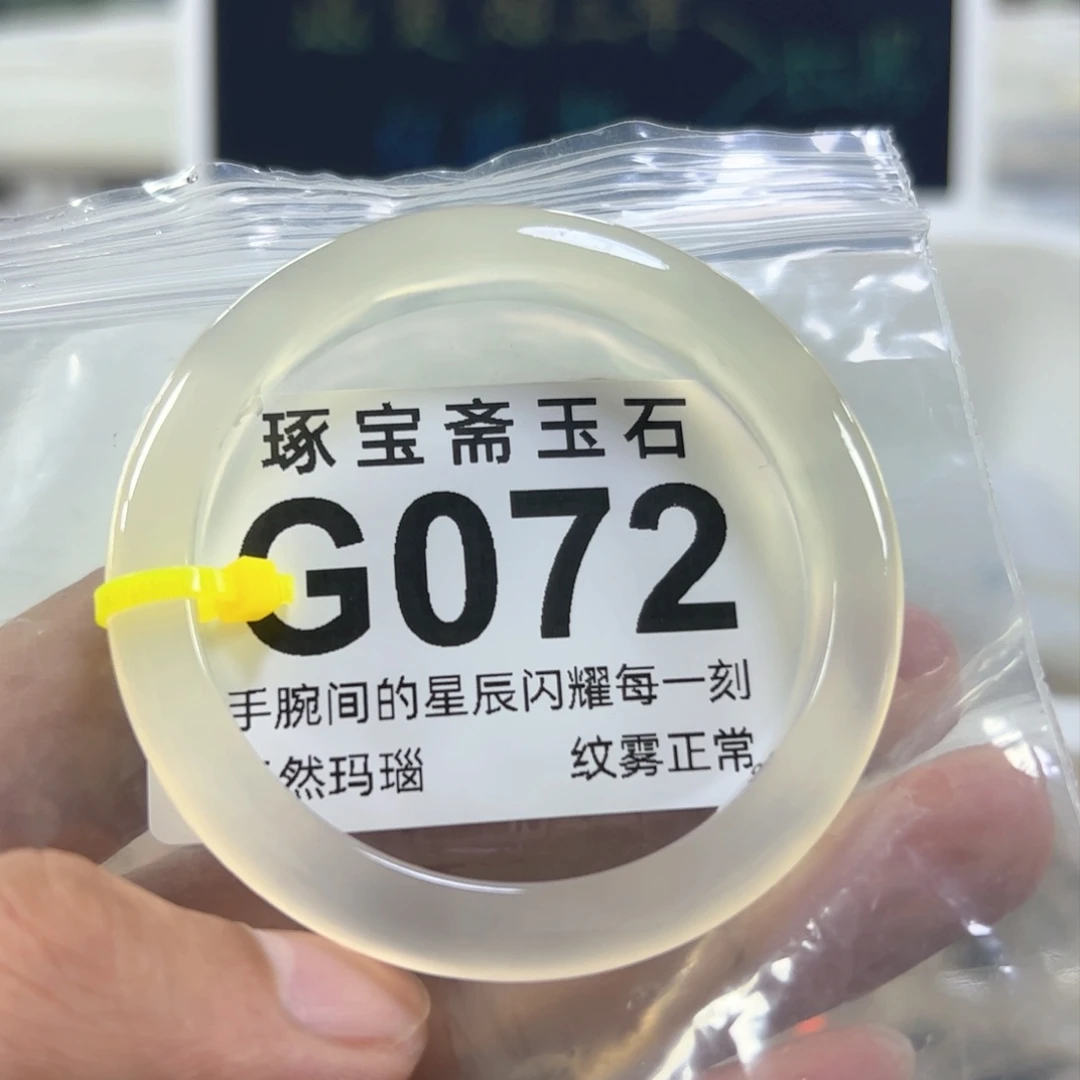 琢宝斋玉石
G072
手腕间的星辰闪耀每一刻
然玛瑙 纹雾正常。